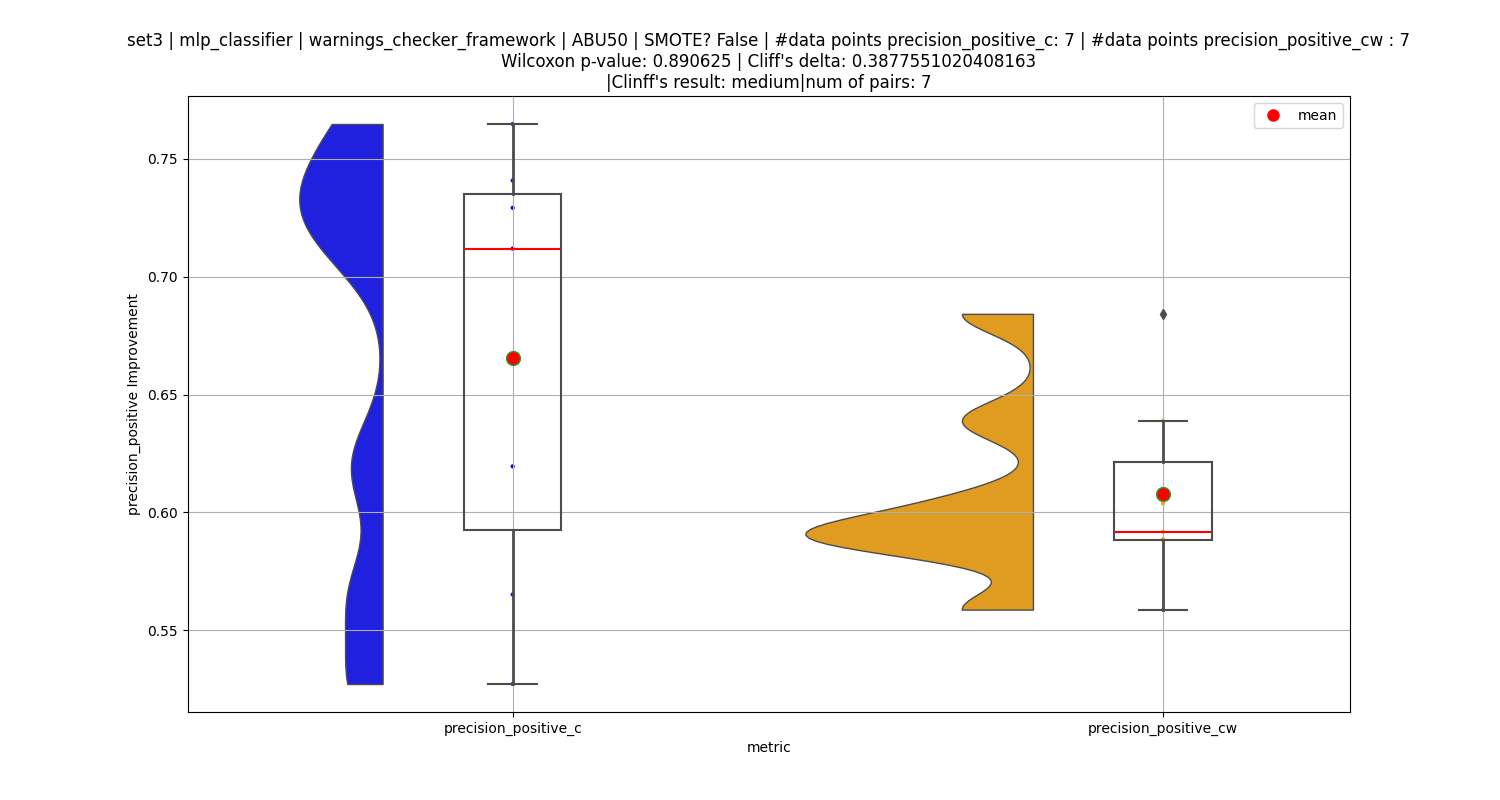 set3 | mlp_classifier | warnings_checker_framework | ABU50 | SMOTE? False | #data points precision_positive_c: 7 | #data points precision_positive_cw : 7
Wilcoxon p-value: 0.890625 | Cliff's delta: 0.3877551020408163
|Clinff's result: medium|num of pairs: 7
mean
precision_positive Improvement
0.75
0.70
0.65
0.60
0.55
precision_positive_c
precision_positive_cw
metric